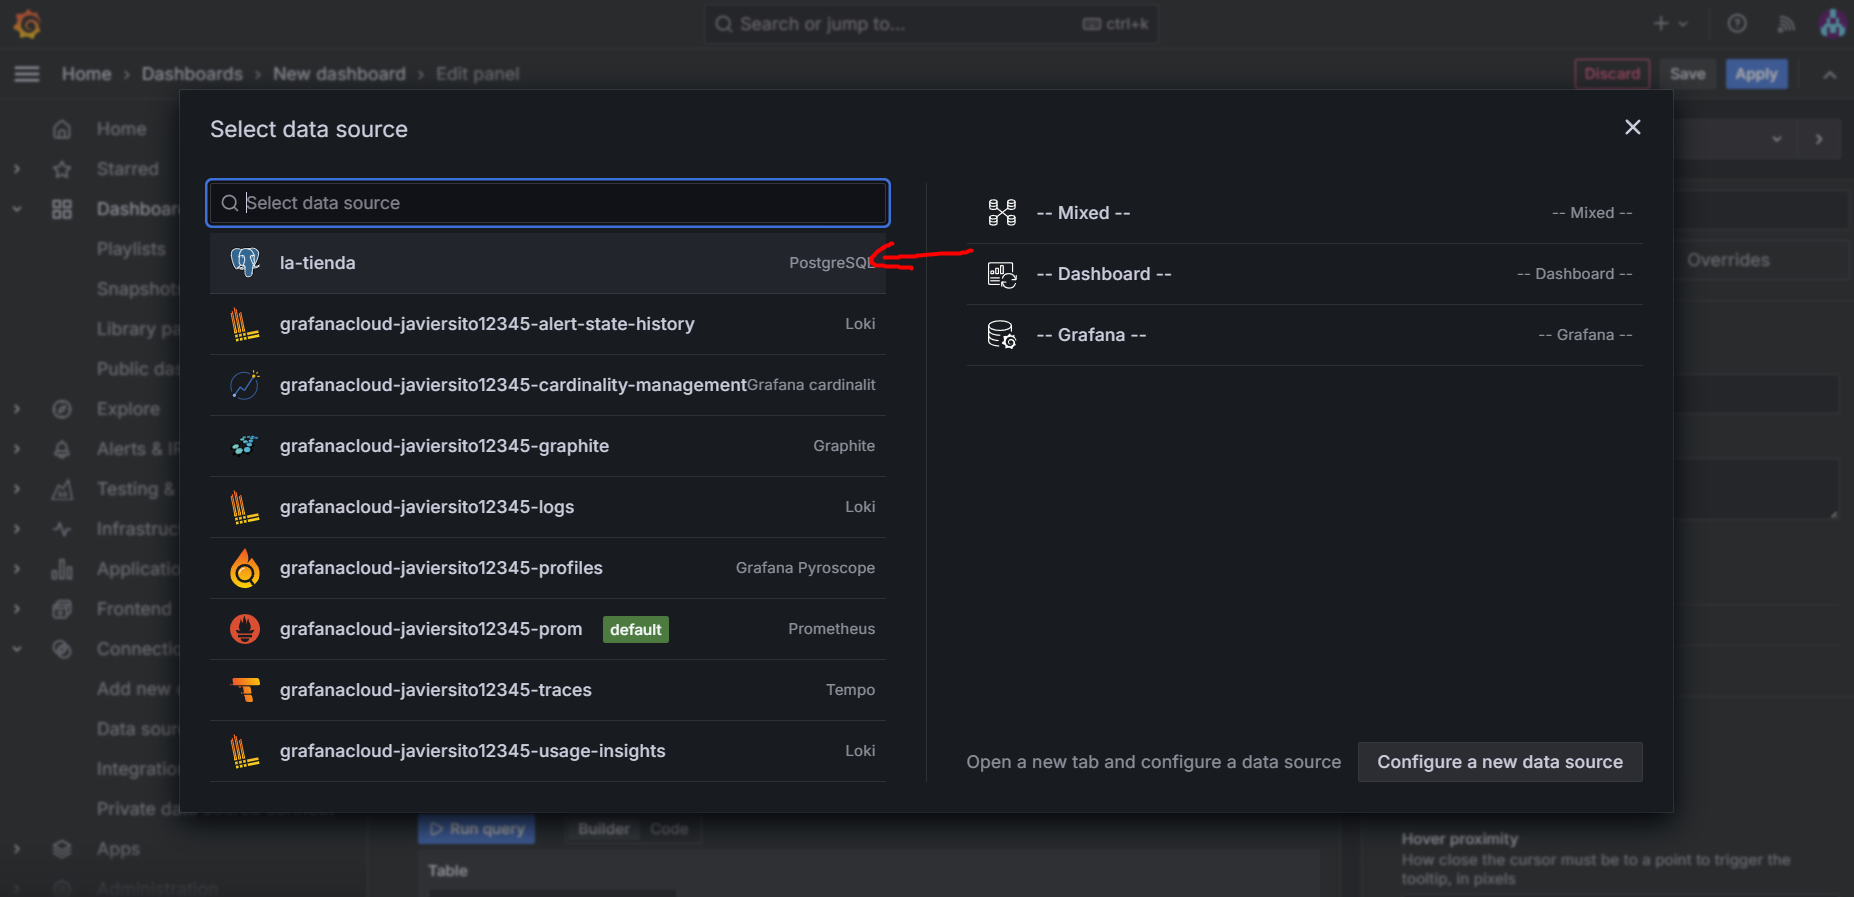 Search or jump to...
ctrl+k
Home › Dashboards › New dashboard › Edit panel
Discard
Save
Apply
Home
Starred
Dashboar
Playlists
Snapshots
Library pa
Public das
Explore
Alerts & IR
Testing &
Infrastruc
Applicatio
Frontend
Connectio
Add new
Data sour
Integration
Private da
Apps
Administration
Select data source
Select data source
la-tienda
PostgreSQL
grafanacloud-javiersito12345-alert-state-history
Loki
grafanacloud-javiersito12345-cardinality-management
Grafana cardinalit
grafanacloud-javiersito12345-graphite
Graphite
grafanacloud-javiersito12345-logs
Loki
grafanacloud-javiersito12345-profiles
Grafana Pyroscope
grafanacloud-javiersito12345-prom
default
Prometheus
grafanacloud-javiersito12345-traces
Tempo
grafanacloud-javiersito12345-usage-insights
Loki
-- Mixed --
-- Mixed --
-- Dashboard --
-- Dashboard --
-- Grafana --
-- Grafana --
Open a new tab and configure a data source
Configure a new data source
Overrides
Run query
Builder
Code
Table
Hover proximity
How close the cursor must be to a point to trigger the
tooltip, in pixels